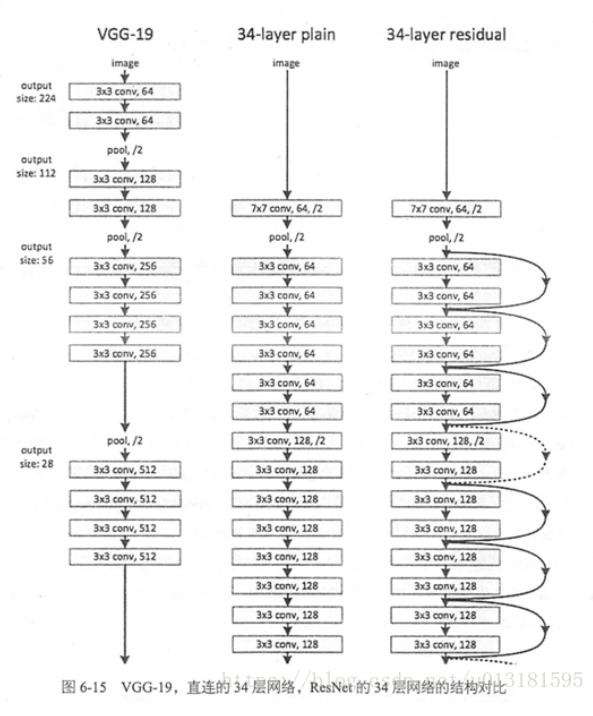 VGG-19
image
output
size: 224
3x3 conv, 64
3x3 conv, 64
pool, /2
output
size: 112
3x3 conv, 128
3x3 conv, 128
pool, /2
output
size: 56
3x3 conv, 256
3x3 conv, 256
3x3 conv, 256
3x3 conv, 256
pool, /2
output
size: 28
3x3 conv, 512
3x3 conv, 512
3x3 conv, 512
3x3 conv, 512
34-layer plain
image
7x7 conv, 64, /2
pool, /2
3x3 conv, 64
3x3 conv, 64
3x3 conv, 64
3x3 conv, 64
3x3 conv, 64
3x3 conv, 64
3x3 conv, 128, /2
3x3 conv, 128
3x3 conv, 128
3x3 conv, 128
3x3 conv, 128
3x3 conv, 128
3x3 conv, 128
3x3 conv, 128
34-layer residual
image
7x7 conv, 64, /2
pool, /2
3x3 conv, 64
3x3 conv, 64
3x3 conv, 64
3x3 conv, 64
3x3 conv, 64
3x3 conv, 64
3x3 conv, 128, /2
3x3 conv, 128
3x3 conv, 128
3x3 conv, 128
3x3 conv, 128
3x3 conv, 128
3x3 conv, 128
3x3 conv, 128
图 6-15 VGG-19，直连的 34 层网络，ResNet 的 34 层网络的结构对比
https://blog.csdn.net/u013181595